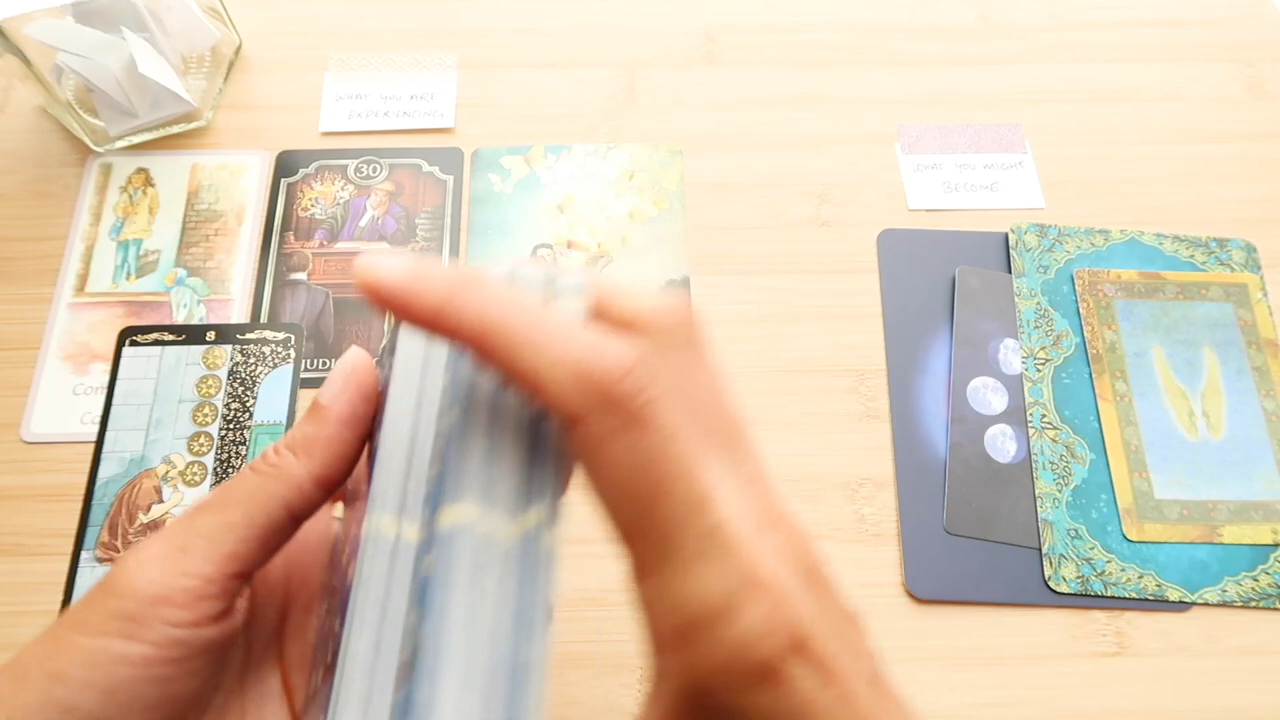 WHAT YOU ARE
EXPERIENCING
WHAT YOU MIGHT
BECOME
30
8